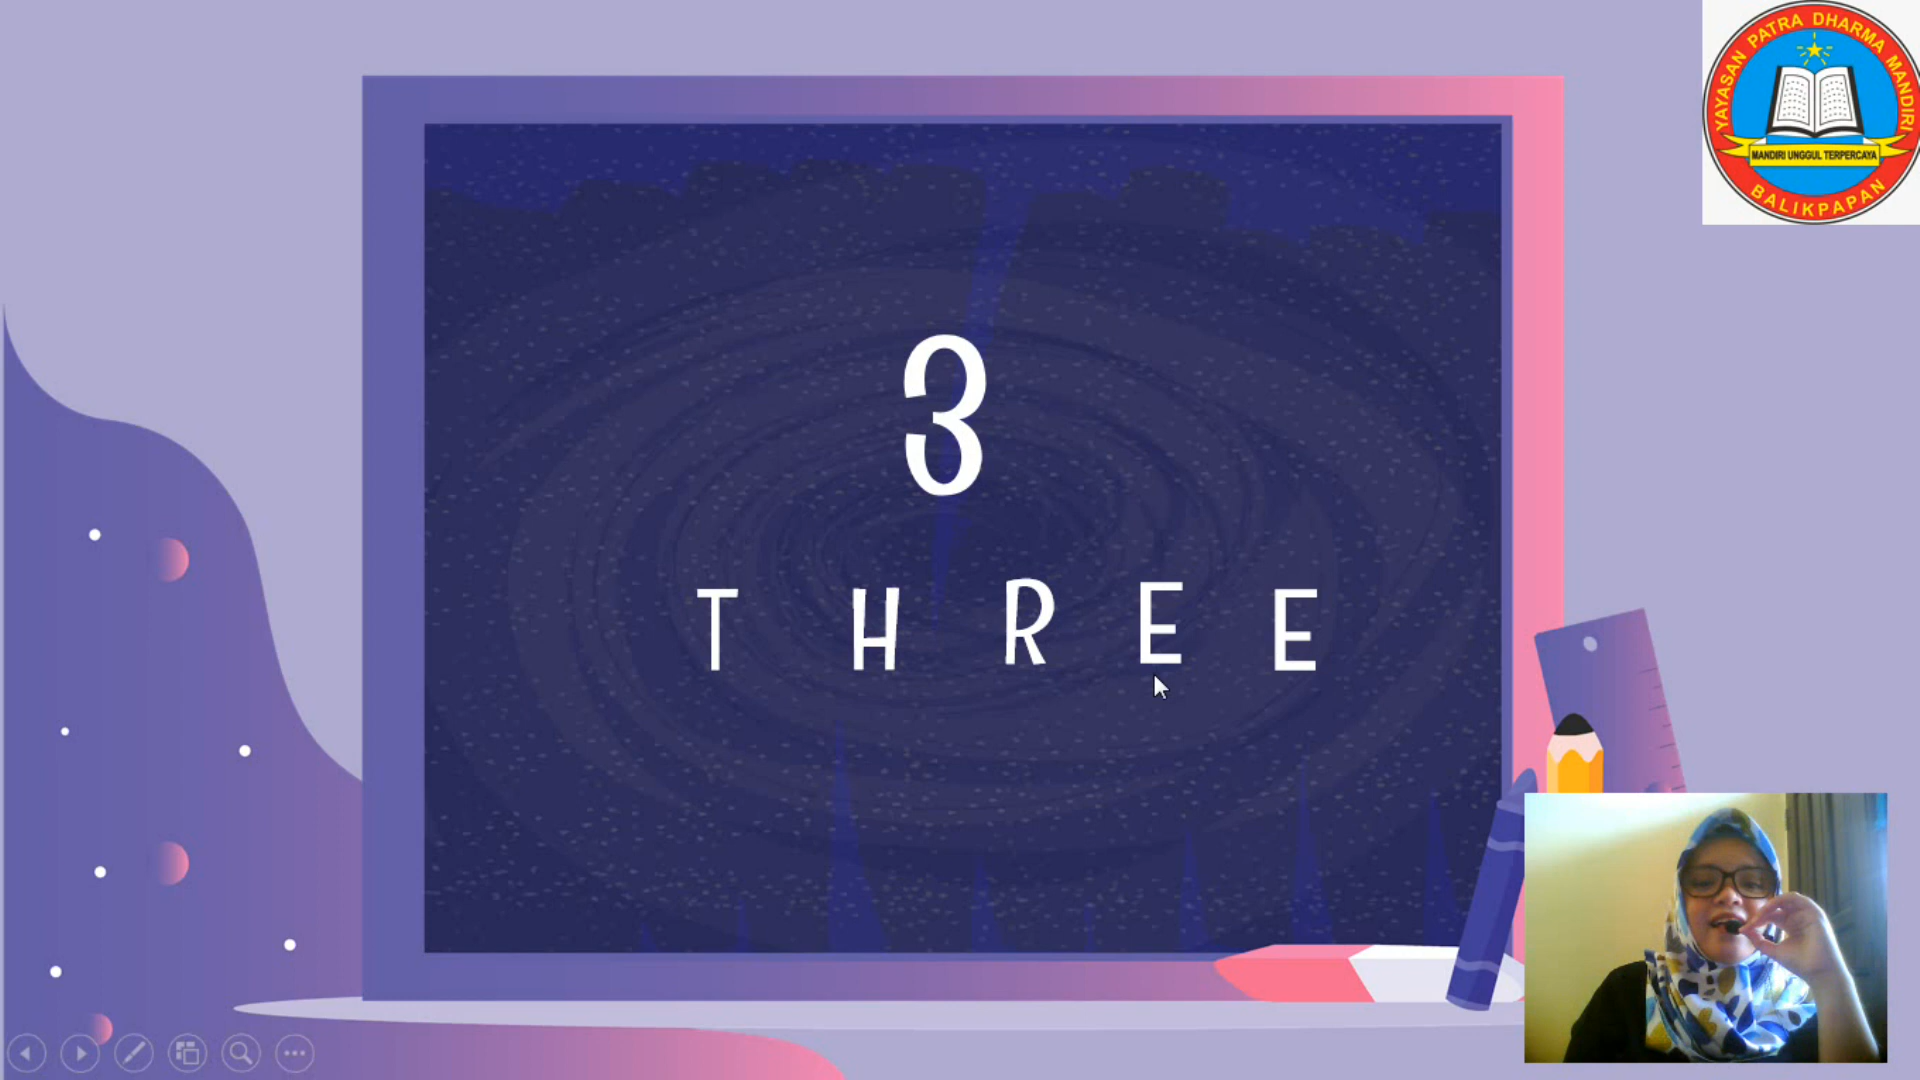 YAYASAN PATRA DHARMA MANDIRI
MANDIRI UNGGUL TERPERCAYA
BALIKPAPAN
3
T H R E E